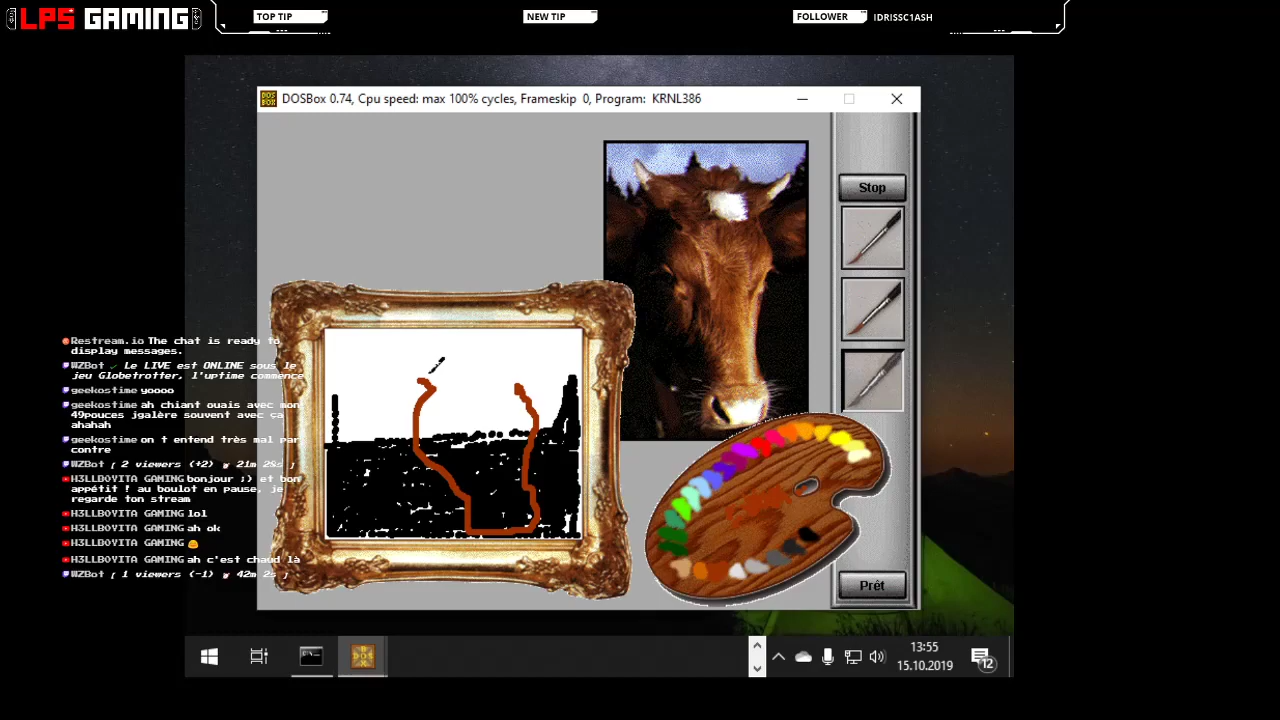 LPS GAMING
TOP TIP
NEW TIP
FOLLOWER IDRISSC1ASH
DOSBox 0.74, Cpu speed: max 100% cycles, Frameskip 0, Program: KRNL386
Stop
Restream.io The chat is ready to
display messages.
WZBot Le LIVE est ONLINE sous le
jeu Globetrotter, l'uptime commence
geekostime yoooo
geekostime ah chiant ouais avec mon
49pouces jgalère souvent avec ça
ahahah
geekostime on t entend très mal par
contre
WZBot [ 2 viewers (+2) 21m 28s ]
H3LLBOYITA GAMING bonjour ;) et bon
appétit ! au boulot en pause, je
regarde ton stream
H3LLBOYITA GAMING lol
H3LLBOYITA GAMING ah ok
H3LLBOYITA GAMING
H3LLBOYITA GAMING ah c'est chaud là
WZBot [ 1 viewers (-1) 42m 2s ]
Prêt
13:55
15.10.2019
12